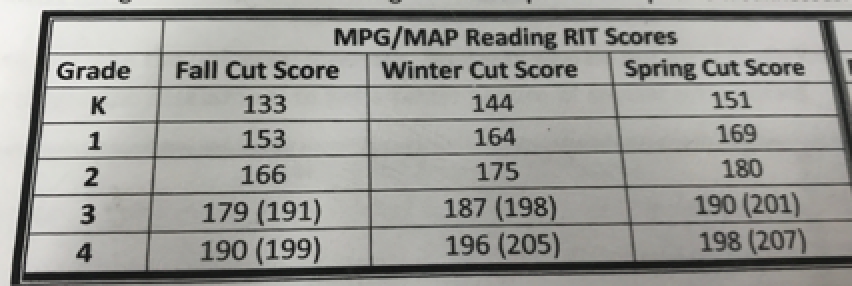 MPG/MAP Reading RIT Scores
Grade Fall Cut Score Winter Cut Score Spring Cut Score
K 133 144 151
1 153 164 169
2 166 175 180
3 179 (191) 187 (198) 190 (201)
4 190 (199) 196 (205) 198 (207)